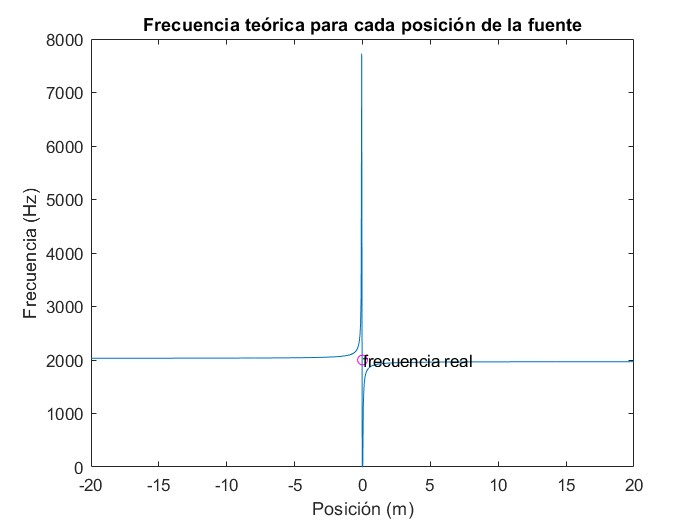 Frecuencia teórica para cada posición de la fuente
8000
7000
6000
5000
4000
3000
2000
1000
0
Frecuencia (Hz)
frecuencia real
-20 -15 -10 -5 0 5 10 15 20
Posición (m)